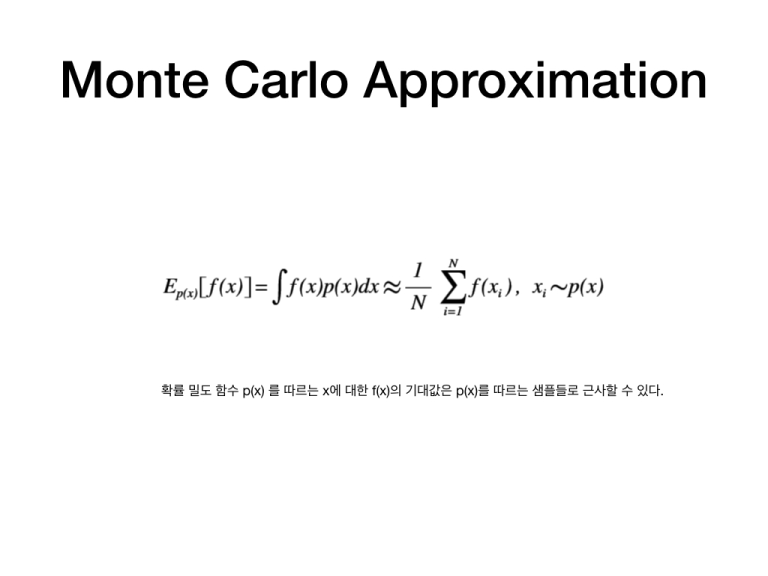 Monte Carlo Approximation
E_{p(x)}[f(x)]=∫f(x)p(x)dx≈\frac{1}{N}\sum_{i=1}^{N}f(x_i), x_i~p(x)
확률 밀도 함수 p(x) 를 따르는 x에 대한 f(x)의 기대값은 p(x)를 따르는 샘플들로 근사할 수 있다.